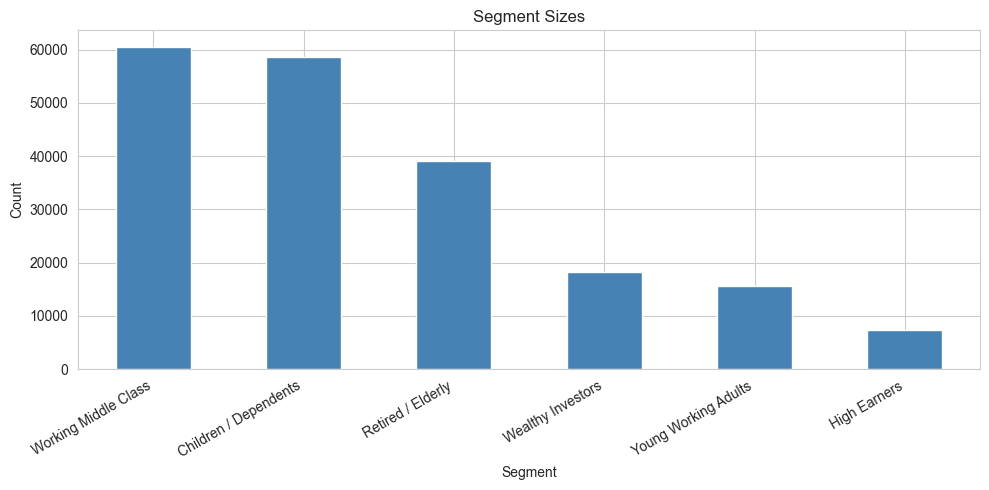 Segment Sizes
60000
50000
40000
30000
20000
10000
0
Count
Working Middle Class
Children / Dependents
Retired / Elderly
Wealthy Investors
Young Working Adults
High Earners
Segment